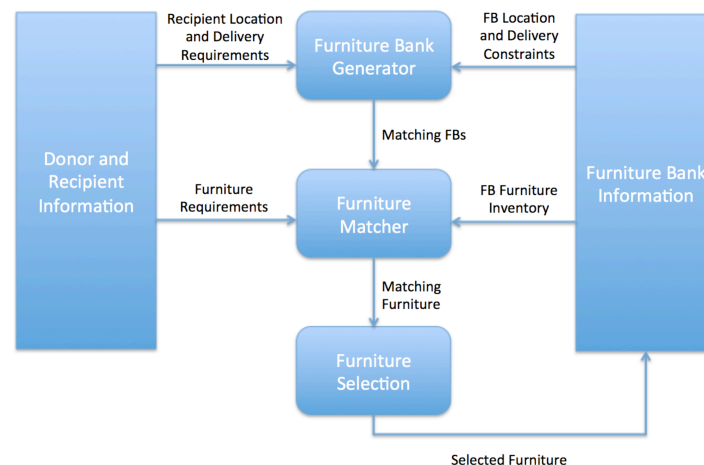 Recipient Location
and Delivery
Requirements
Furniture Bank
Generator
FB Location
and Delivery
Constraints
Matching FBs
Donor and
Recipient
Information
Furniture
Requirements
Furniture
Matcher
FB Furniture
Inventory
Furniture Bank
Information
Matching
Furniture
Furniture
Selection
Selected Furniture